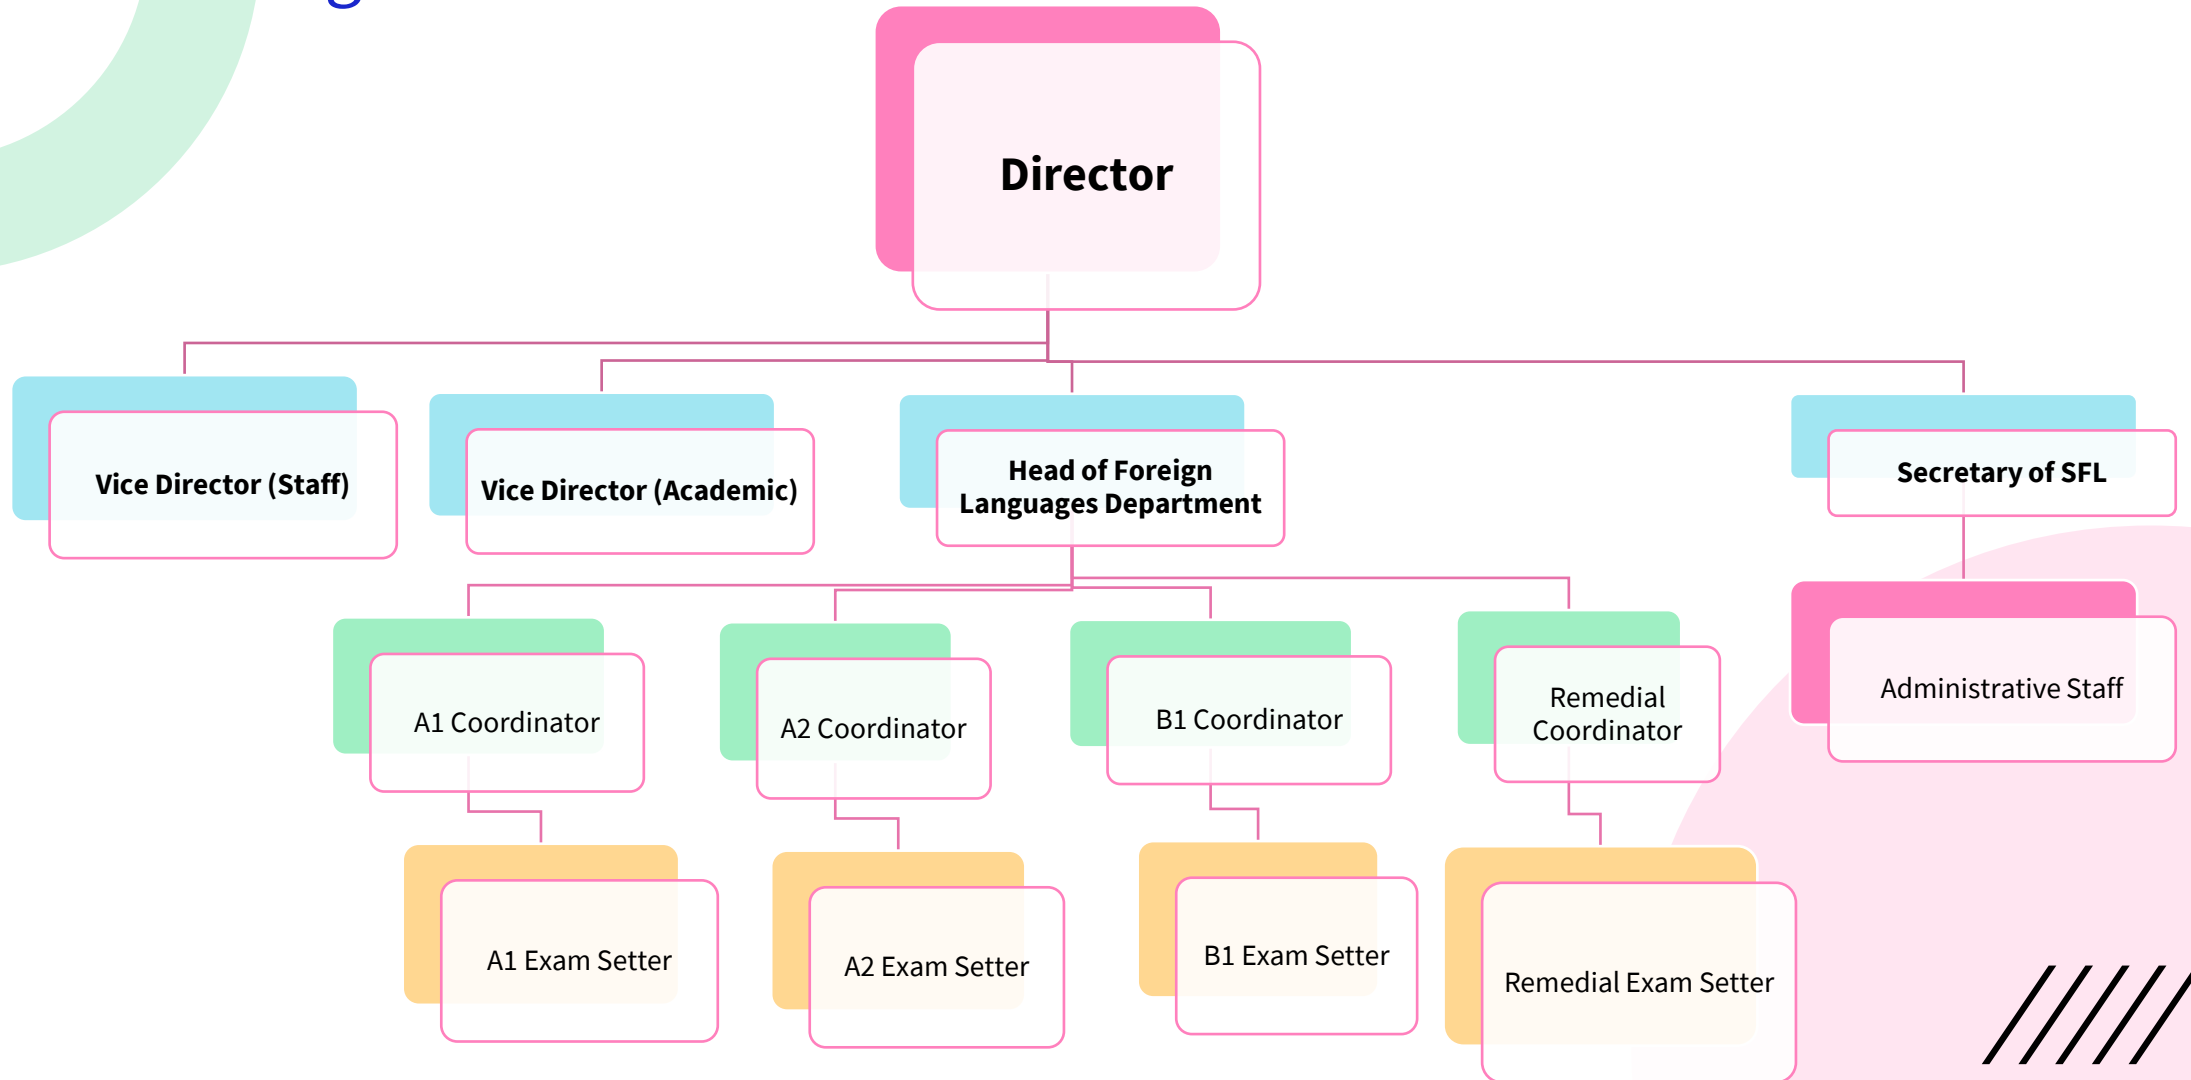 Director
Vice Director (Staff)
Vice Director (Academic)
Head of Foreign
Languages Department
Secretary of SFL
A1 Coordinator
A2 Coordinator
B1 Coordinator
Remedial
Coordinator
Administrative Staff
A1 Exam Setter
A2 Exam Setter
B1 Exam Setter
Remedial Exam Setter